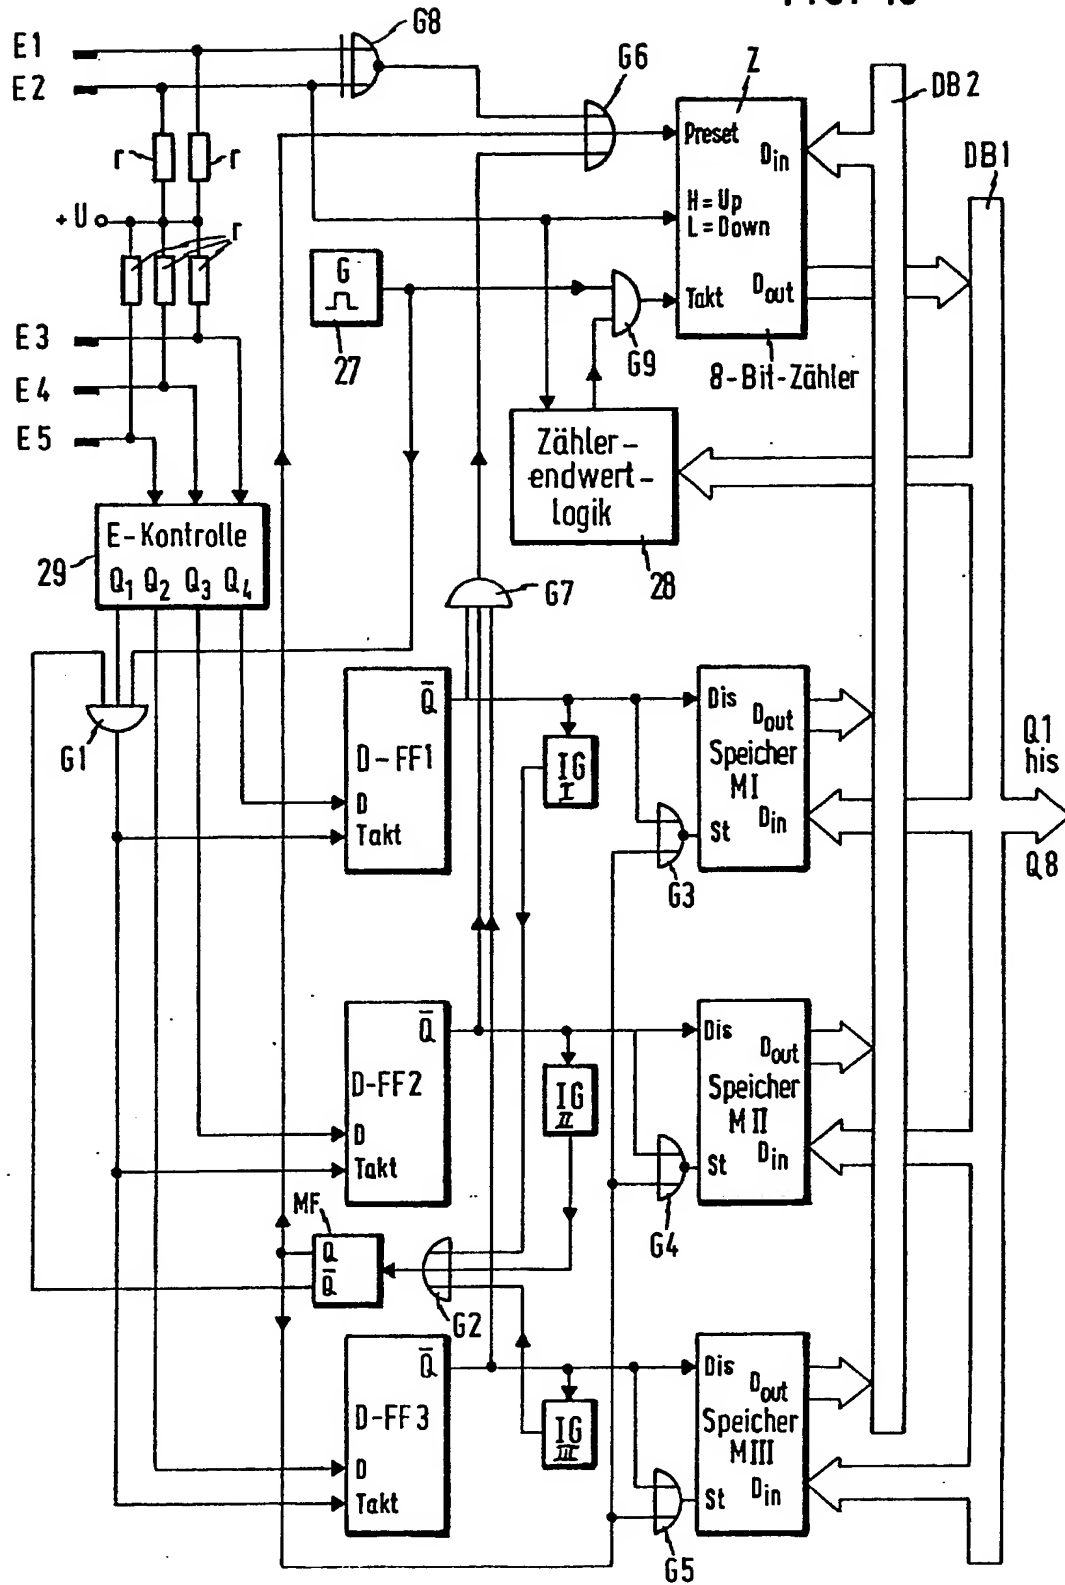 G8
E1
E2
G6
Z
DB2
Preset
Din
DB1
r
r
+U
r
H=Up
L=Down
G
27
Takt
Dout
G9
8-Bit-Zähler
E3
E4
E5
Zähler-
endwert-
logik
28
E-Kontrolle
29
Q1 Q2 Q3 Q4
G7
G1
Q̄
D-FF1
D
Takt
IG
I
Dis
Dout
Speicher
MI
Din
St
G3
Q1
his
Q8
Q̄
D-FF2
D
Takt
IG
II
Dis
Dout
Speicher
MII
Din
St
G4
MF
Q
Q̄
G2
Q̄
D-FF3
D
Takt
IG
III
Dis
Dout
Speicher
MIII
Din
St
G5